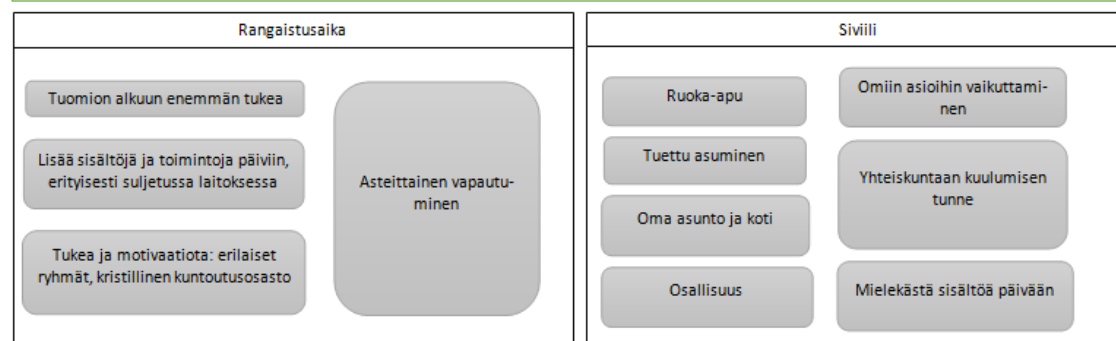 Rangaistusaika
Tuomion alkuun enemmän tukea
Lisää sisältöjä ja toimintoja päiviin,
erityisesti suljetussa laitoksessa
Tukea ja motivaatiota: erilaiset
ryhmät, kristillinen kuntoutusosasto
Asteittainen vapautu-
minen
Siviili
Ruoka-apu
Tuettu asuminen
Oma asunto ja koti
Osallisuus
Omiin asioihin vaikuttami-
nen
Yhteiskuntaan kuulumisen
tunne
Mielekästä sisältöä päivään